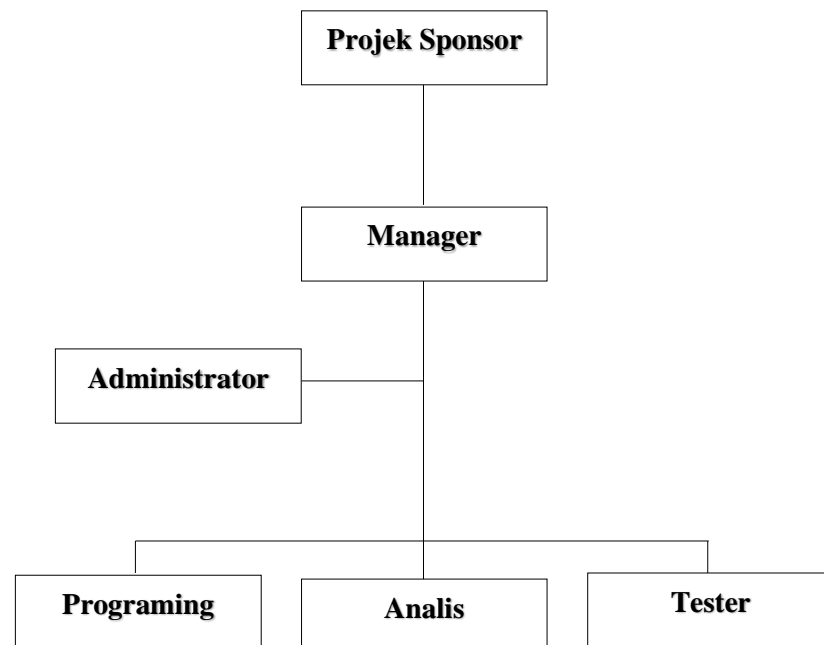 Projek Sponsor
Manager
Administrator
Programing
Analis
Tester